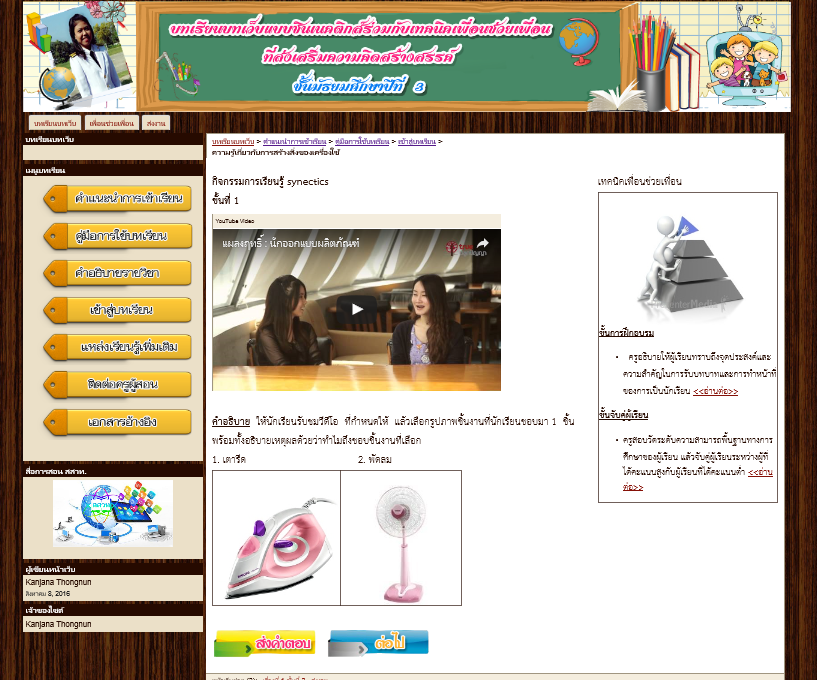 บทเรียนบทเว็บแบบซินเนคติกส์ร่วมกับเทคนิคเพื่อนช่วยเพื่อน
ที่ส่งเสริมความคิดสร้างสรรค์
ชั้นมัธยมศึกษาปีที่ 3
บทเรียนบทเว็บ
เพื่อนช่วยเพื่อน
ส่งงาน
บทเรียนบทเว็บ
เมนูบทเรียน
คำแนะนำการเข้าเรียน
คู่มือการใช้บทเรียน
คำอธิบายรายวิชา
เข้าสู่บทเรียน
แหล่งเรียนรู้เพิ่มเติม
ติดต่อครูผู้สอน
เอกสารอ้างอิง
สื่อการสอน สสวท.
ผู้เขียนหน้าเว็บ
Kanjana Thongnun
สิงหาคม 3, 2016
เจ้าของไซต์
Kanjana Thongnun
บทเรียนบทเว็บ > คำแนะนำการเข้าเรียน > คู่มือการใช้บทเรียน > เข้าสู่บทเรียน >
ความรู้เกี่ยวกับการสร้างสิ่งของเครื่องใช้
กิจกรรมการเรียนรู้ synectics
ขั้นที่ 1
YouTube Video
แผลงฤทธิ์ : นักออกแบบผลิตภัณฑ์
คำอธิบาย ให้นักเรียนรับชมวีดีโอ ที่กำหนดให้ แล้วเลือกรูปภาพชิ้นงานที่นักเรียนชอบมา 1 ชิ้น
พร้อมทั้งอธิบายเหตุผลด้วยว่าทำไมถึงชอบชิ้นงานที่เลือก
1. เตารีด 2. พัดลม
ส่งคำตอบ
ต่อไป
เทคนิคเพื่อนช่วยเพื่อน
ขั้นการฝึกอบรม
• ครูอธิบายให้ผู้เรียนทราบถึงจุดประสงค์และ
ความสำคัญในการรับบทบาทและการทำหน้าที่
ของการเป็นนักเรียน <<อ่านต่อ>>
ขั้นจับคู่ผู้เรียน
• ครูสอบวัดระดับความสามารถพื้นฐานทางการ
ศึกษาของผู้เรียน แล้วจับคู่ผู้เรียนระหว่างผู้ที่
ได้คะแนนสูงกับผู้เรียนที่ได้คะแนนต่ำ <<อ่าน
ต่อ>>